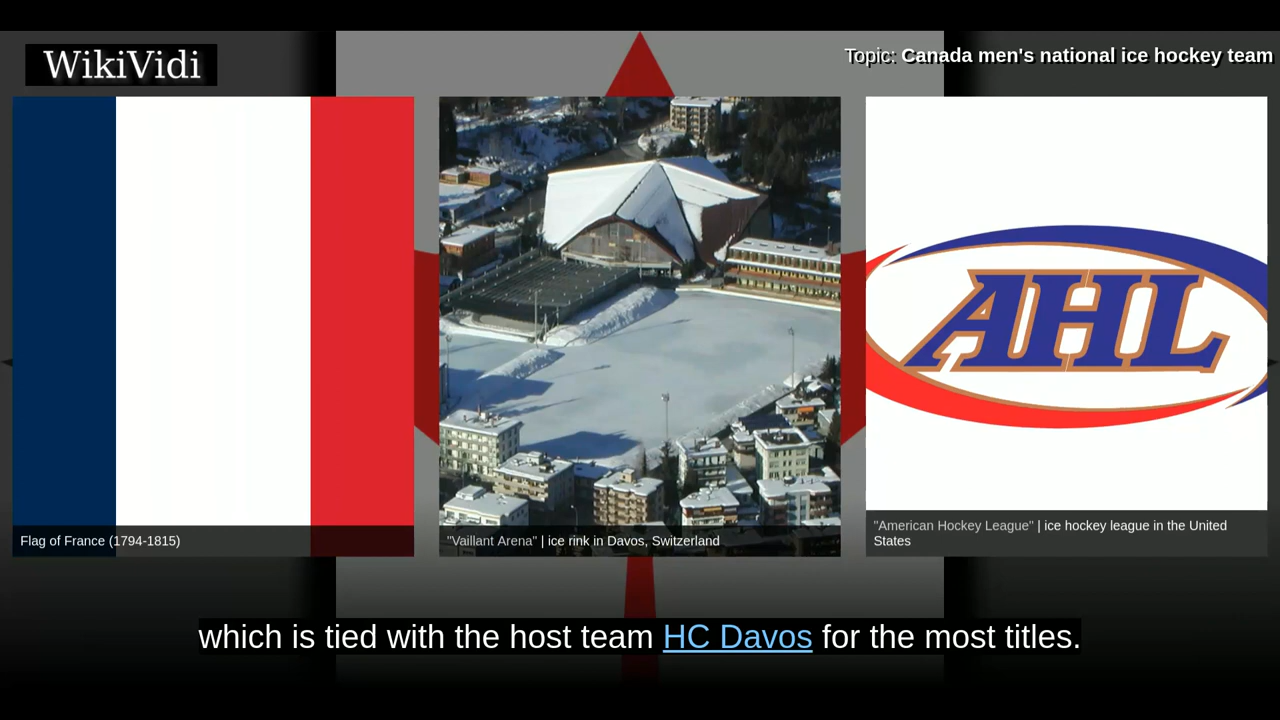 WikiVidi
Topic: Canada men's national ice hockey team
Flag of France (1794-1815)
"Vaillant Arena" | ice rink in Davos, Switzerland
AHL
"American Hockey League" | ice hockey league in the United
States
which is tied with the host team HC Davos for the most titles.